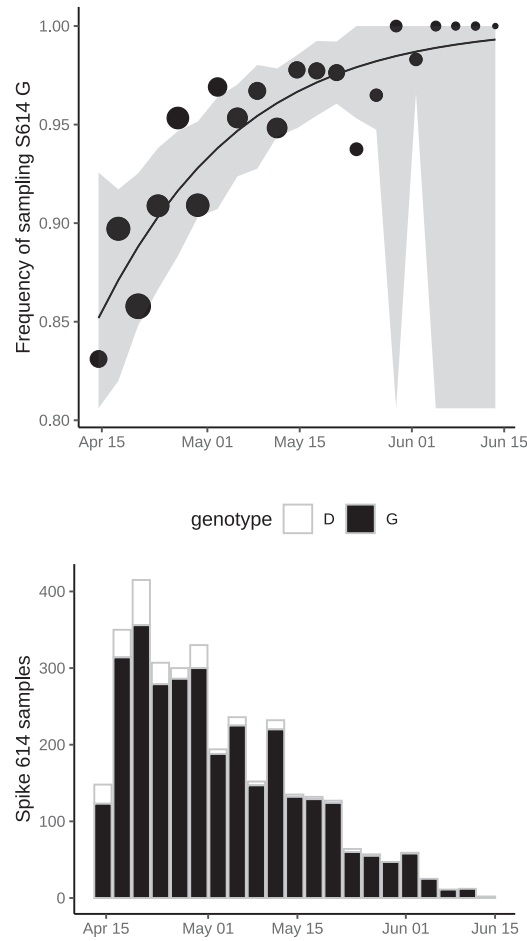 Frequency of sampling S614 G
1.00
0.95
0.90
0.85
0.80
Apr 15 May 01 May 15 Jun 01 Jun 15
genotype D G
Spike 614 samples
400
300
200
100
0
Apr 15 May 01 May 15 Jun 01 Jun 15